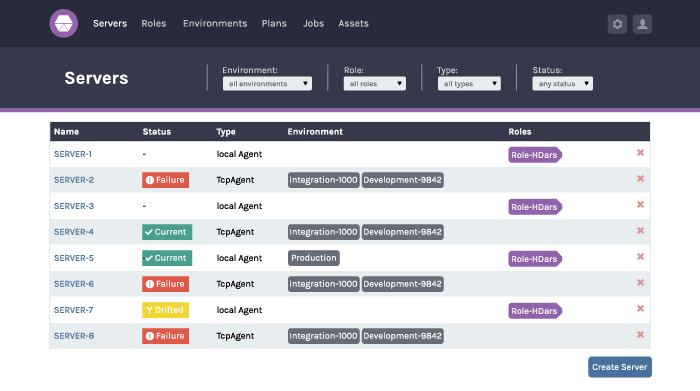 Servers Roles Environments Plans Jobs Assets
Servers
Environment: Role: Type: Status:
all environments all roles all types any status
Name Status Type Environment Roles
SERVER-1 - local Agent Role-HDars
SERVER-2 Failure TcpAgent Integration-1000 Development-9842
SERVER-3 - local Agent Role-HDars
SERVER-4 Current TcpAgent Integration-1000 Development-9842
SERVER-5 Current local Agent Production Role-HDars
SERVER-6 Failure TcpAgent Integration-1000 Development-9842
SERVER-7 Drifted local Agent Role-HDars
SERVER-8 Failure TcpAgent Integration-1000 Development-9842
Create Server